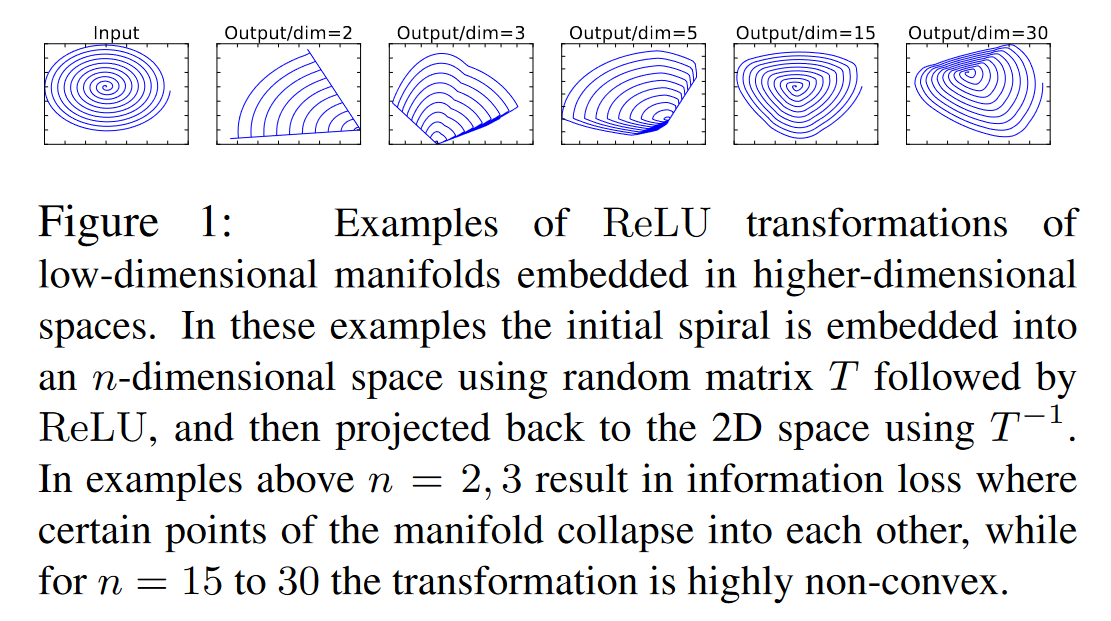 Input Output/dim=2 Output/dim=3 Output/dim=5 Output/dim=15 Output/dim=30
Figure 1: Examples of ReLU transformations of
low-dimensional manifolds embedded in higher-dimensional
spaces. In these examples the initial spiral is embedded into
an n-dimensional space using random matrix T followed by
ReLU, and then projected back to the 2D space using T⁻¹.
In examples above n = 2, 3 result in information loss where
certain points of the manifold collapse into each other, while
for n = 15 to 30 the transformation is highly non-convex.